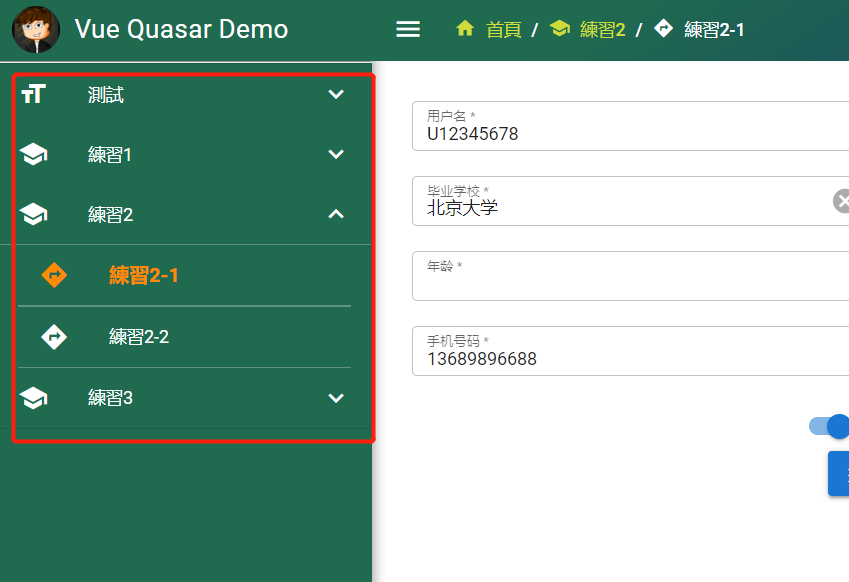 Vue Quasar Demo
首頁 / 練習2 / 練習2-1
測試
練習1
練習2
練習2-1
練習2-2
練習3
用户名 *
U12345678
毕业学校 *
北京大学
年龄 *
手机号码 *
13689896688